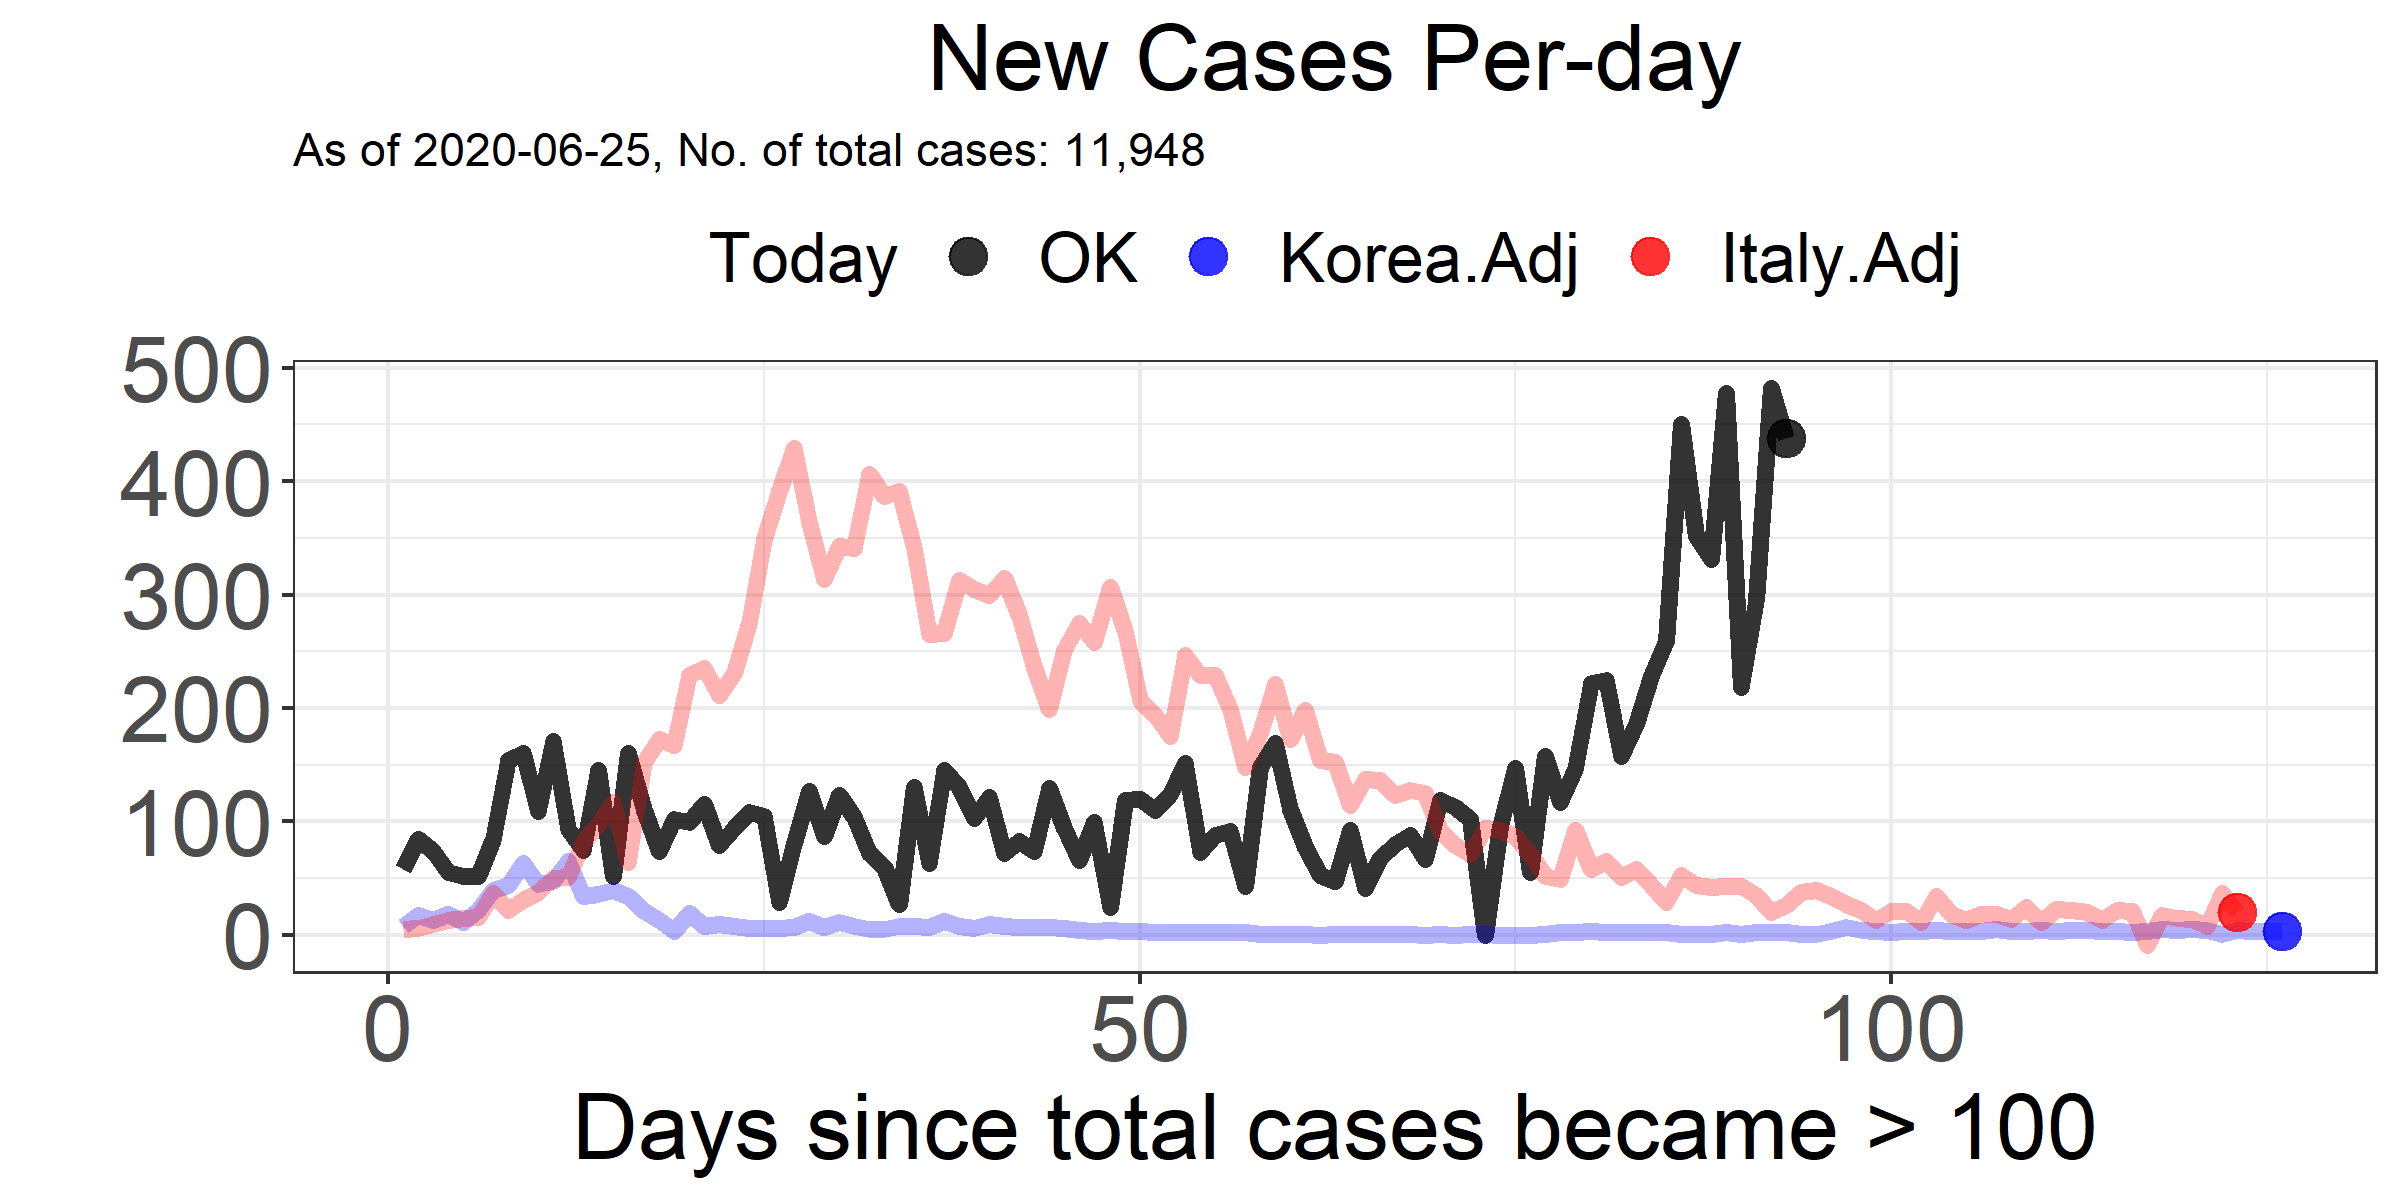 New Cases Per-day
As of 2020-06-25, No. of total cases: 11,948
Today OK Korea.Adj Italy.Adj
500
400
300
200
100
0
0 50 100
Days since total cases became > 100